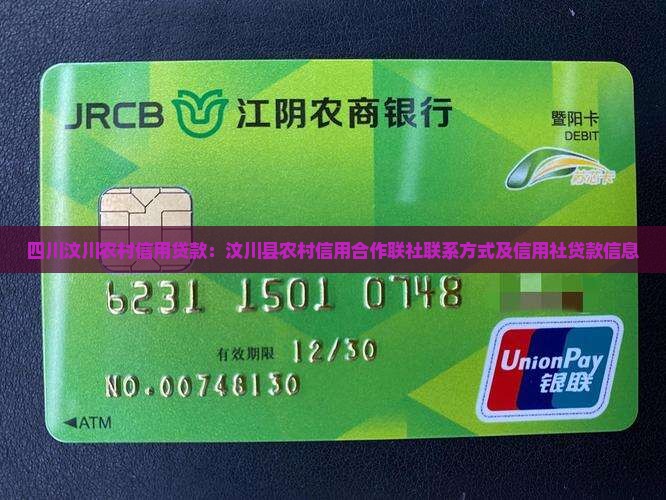 JRCB 江阴农商银行
暨阳卡
DEBIT
四川汶川农村信用贷款：汶川县农村信用合作联社联系方式及信用社贷款信息
6231 1501 0748
有效期限 12/30
UnionPay
银联
◄ATM